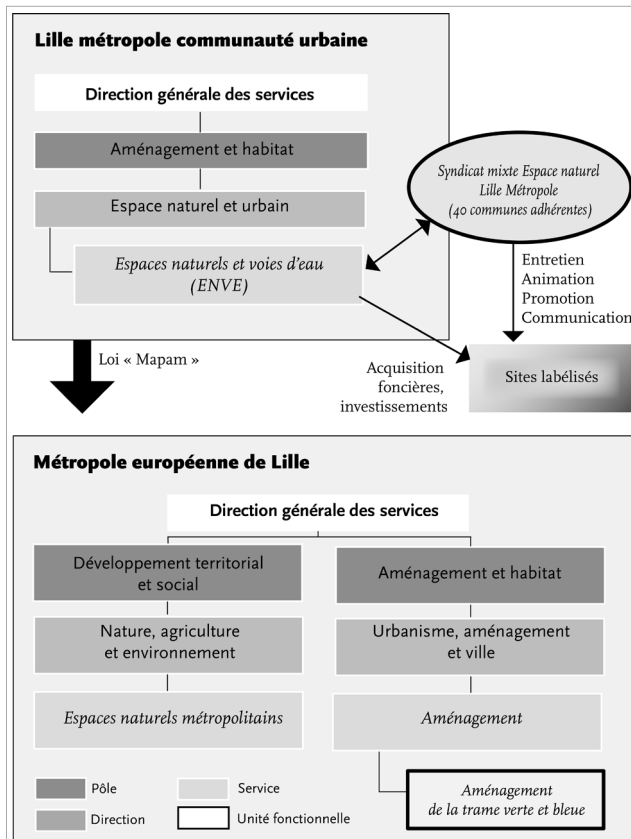 Lille métropole communauté urbaine
Direction générale des services
Aménagement et habitat
Espace naturel et urbain
Espaces naturels et voies d'eau
(ENVE)
Syndicat mixte Espace naturel
Lille Métropole
(40 communes adhérentes)
Entretien
Animation
Promotion
Communication
Loi « Mapam »
Acquisition
foncières,
investissements
Sites labélisés
Métropole européenne de Lille
Direction générale des services
Développement territorial
et social
Aménagement et habitat
Nature, agriculture
et environnement
Urbanisme, aménagement
et ville
Espaces naturels métropolitains
Aménagement
Aménagement
de la trame verte et bleue
Pôle
Service
Direction
Unité fonctionnelle